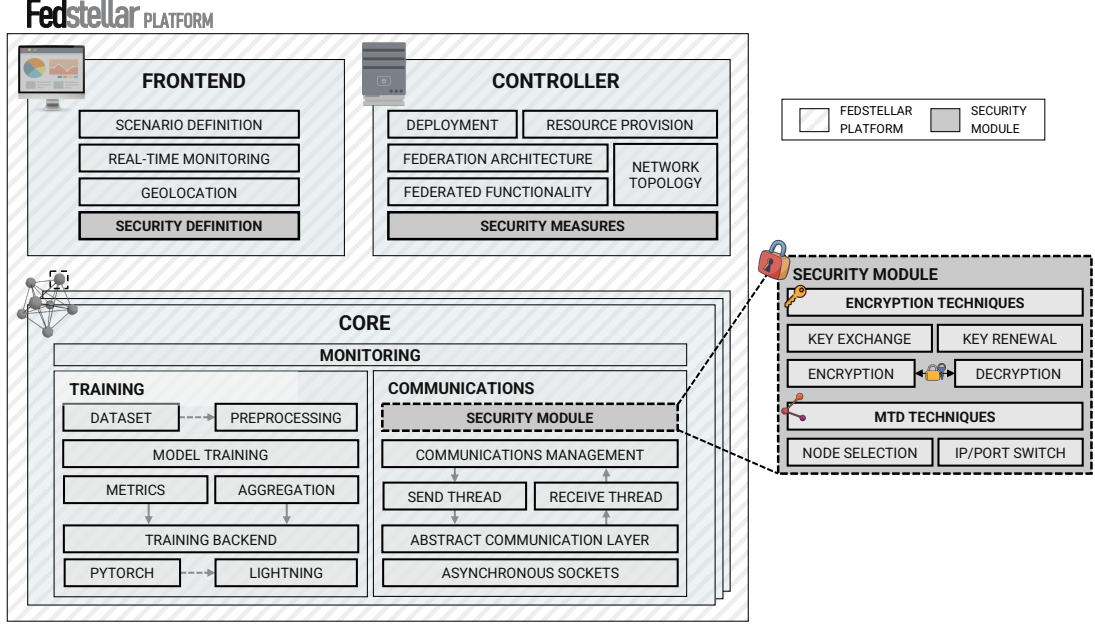 Fedstellar PLATFORM
FRONTEND
SCENARIO DEFINITION
REAL-TIME MONITORING
GEOLOCATION
SECURITY DEFINITION
CONTROLLER
DEPLOYMENT
RESOURCE PROVISION
FEDERATION ARCHITECTURE
FEDERATED FUNCTIONALITY
NETWORK
TOPOLOGY
SECURITY MEASURES
FEDSTELLAR
PLATFORM
SECURITY
MODULE
CORE
MONITORING
TRAINING
DATASET
PREPROCESSING
MODEL TRAINING
METRICS
AGGREGATION
TRAINING BACKEND
PYTORCH
LIGHTNING
COMMUNICATIONS
SECURITY MODULE
COMMUNICATIONS MANAGEMENT
SEND THREAD
RECEIVE THREAD
ABSTRACT COMMUNICATION LAYER
ASYNCHRONOUS SOCKETS
SECURITY MODULE
ENCRYPTION TECHNIQUES
KEY EXCHANGE
KEY RENEWAL
ENCRYPTION
DECRYPTION
MTD TECHNIQUES
NODE SELECTION
IP/PORT SWITCH